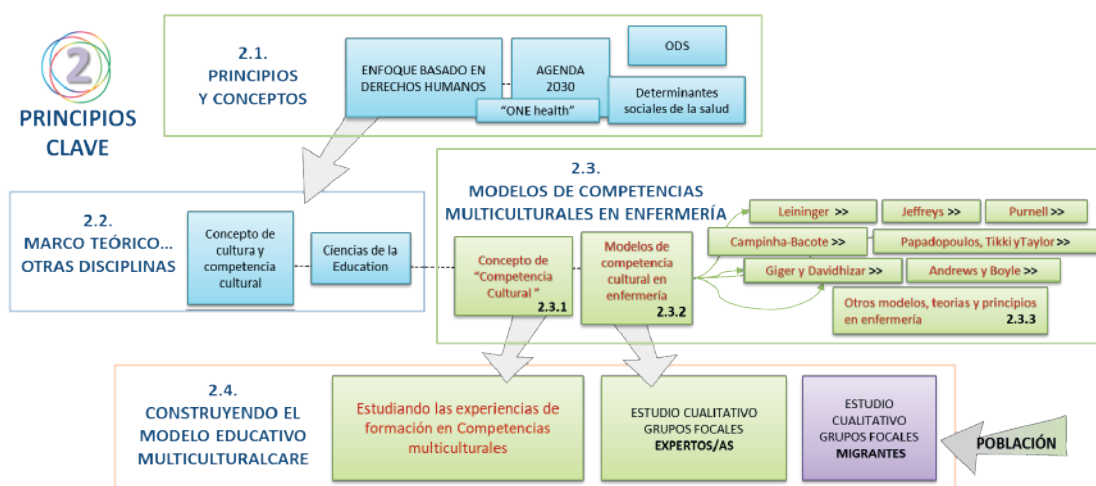 2
PRINCIPIOS
CLAVE
2.1.
PRINCIPIOS
Y CONCEPTOS
ENFOQUE BASADO EN
DERECHOS HUMANOS
AGENDA
2030
"ONE health"
ODS
Determinantes
sociales de la salud
2.2.
MARCO TEÓRICO...
OTRAS DISCIPLINAS
Concepto de
cultura y
competencia
cultural
Ciencias de la
Education
2.3.
MODELOS DE COMPETENCIAS
MULTICULTURALES EN ENFERMERÍA
Concepto de
"Competencia
Cultural "
2.3.1
Modelos de
competencia
cultural en
enfermería
2.3.2
Leininger >>
Jeffreys >>
Purnell >>
Campinha-Bacote >>
Papadopoulos, Tikki yTaylor >>
Giger y Davidhizar >>
Andrews y Boyle >>
Otros modelos, teorias y principios
en enfermería
2.3.3
2.4.
CONSTRUYENDO EL
MODELO EDUCATIVO
MULTICULTURALCARE
Estudiando las experiencias de
formación en Competencias
multiculturales
ESTUDIO CUALITATIVO
GRUPOS FOCALES
EXPERTOS/AS
ESTUDIO
CUALITATIVO
GRUPOS FOCALES
MIGRANTES
POBLACIÓN